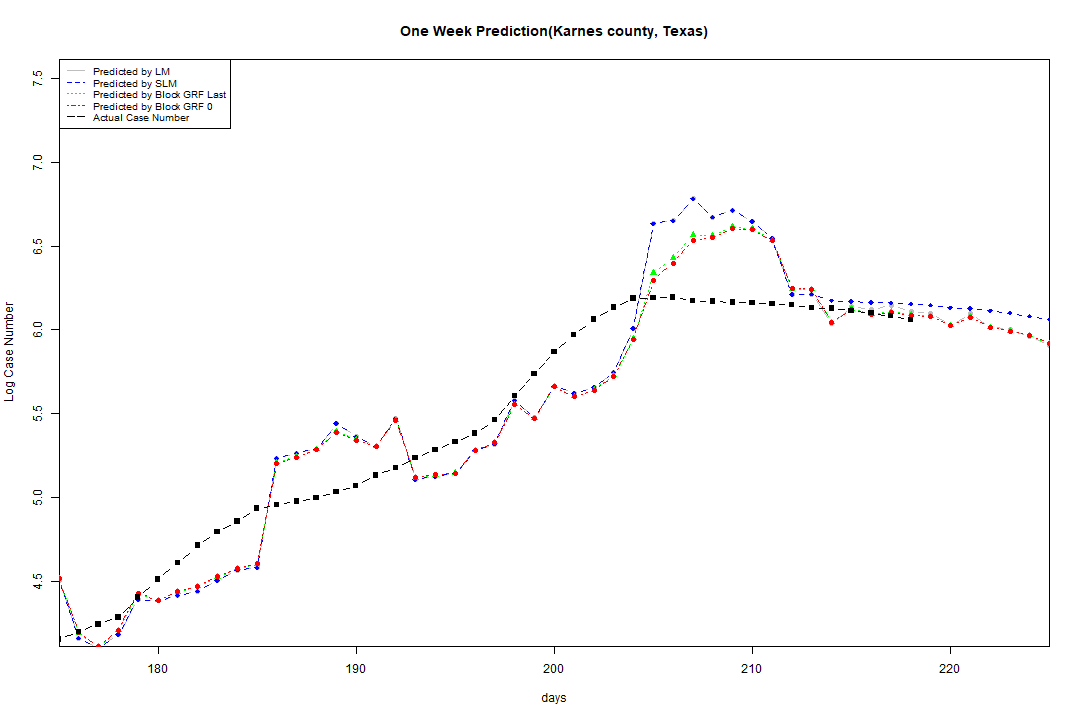 One Week Prediction(Karnes county, Texas)
Predicted by LM
Predicted by SLM
Predicted by Block GRF Last
Predicted by Block GRF 0
Actual Case Number
7.5
7.0
6.5
6.0
5.5
5.0
4.5
Log Case Number
180 190 200 210 220
days